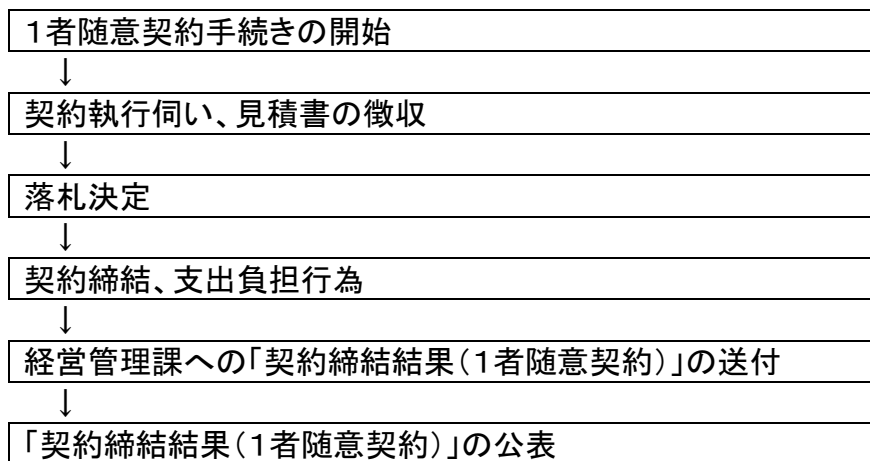 １者随意契約手続きの開始
↓
契約執行伺い、見積書の徴収
↓
落札決定
↓
契約締結、支出負担行為
↓
経営管理課への「契約締結結果（１者随意契約）」の送付
↓
「契約締結結果（１者随意契約）」の公表